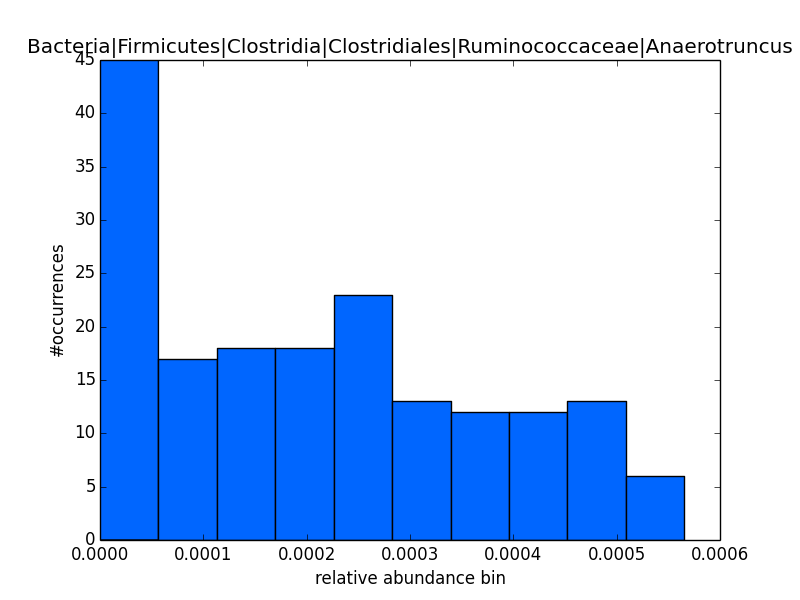 Bacteria|Firmicutes|Clostridia|Clostridiales|Ruminococcaceae|Anaerotruncus
45
40
35
30
25
20
15
10
5
0
#occurrences
0.0000 0.0001 0.0002 0.0003 0.0004 0.0005 0.0006
relative abundance bin